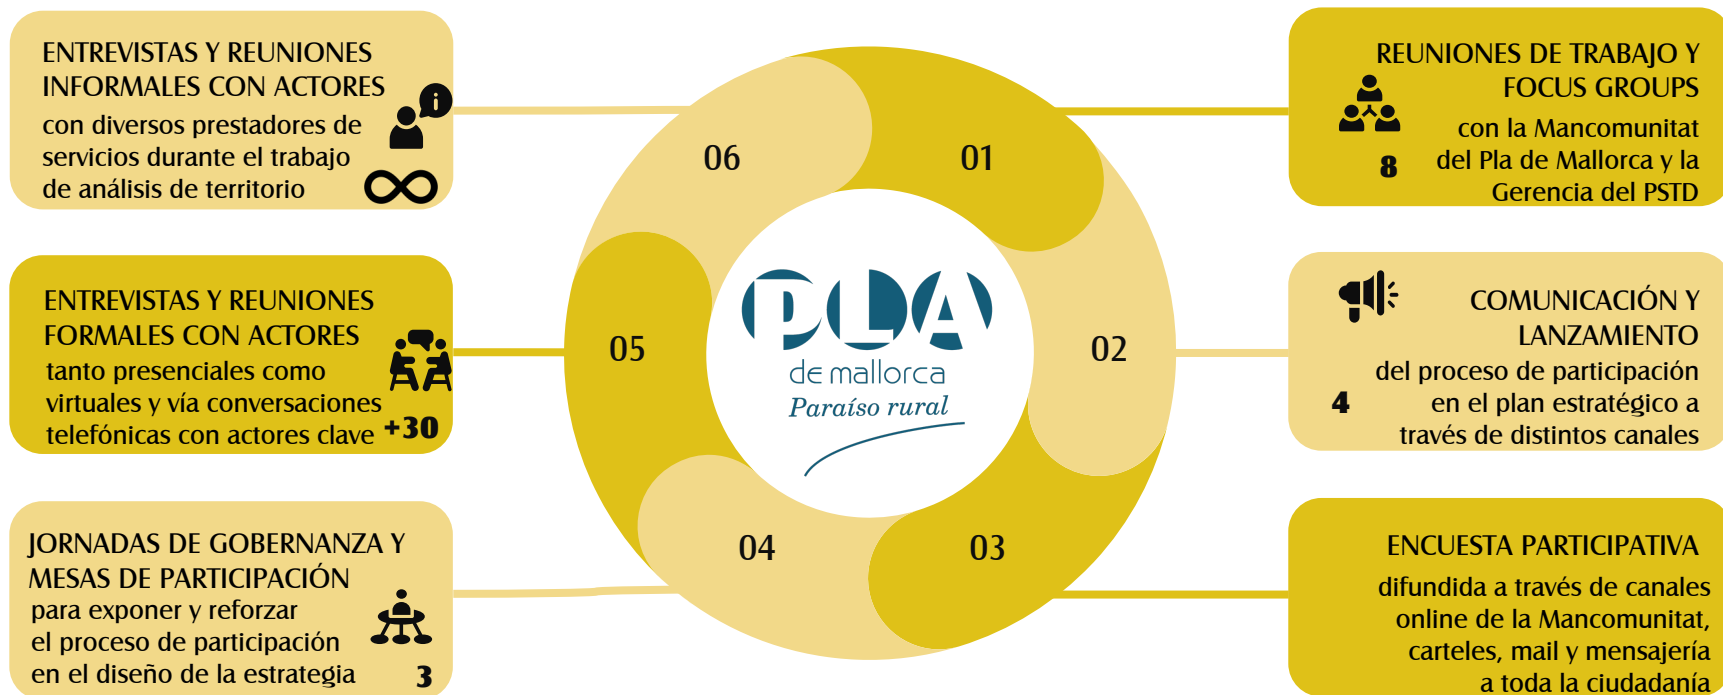 ENTREVISTAS Y REUNIONES
INFORMALES CON ACTORES
con diversos prestadores de
servicios durante el trabajo
de análisis de territorio
ENTREVISTAS Y REUNIONES
FORMALES CON ACTORES
tanto presenciales como
virtuales y vía conversaciones
telefónicas con actores clave
+30
JORNADAS DE GOBERNANZA Y
MESAS DE PARTICIPACIÓN
para exponer y reforzar
el proceso de participación
en el diseño de la estrategia
3
06
01
05
02
04
03
PLA
de mallorca
Paraíso rural
REUNIONES DE TRABAJO Y
FOCUS GROUPS
con la Mancomunitat
del Pla de Mallorca y la
Gerencia del PSTD
8
COMUNICACIÓN Y
LANZAMIENTO
del proceso de participación
en el plan estratégico a
través de distintos canales
4
ENCUESTA PARTICIPATIVA
difundida a través de canales
online de la Mancomunitat,
carteles, mail y mensajería
a toda la ciudadanía